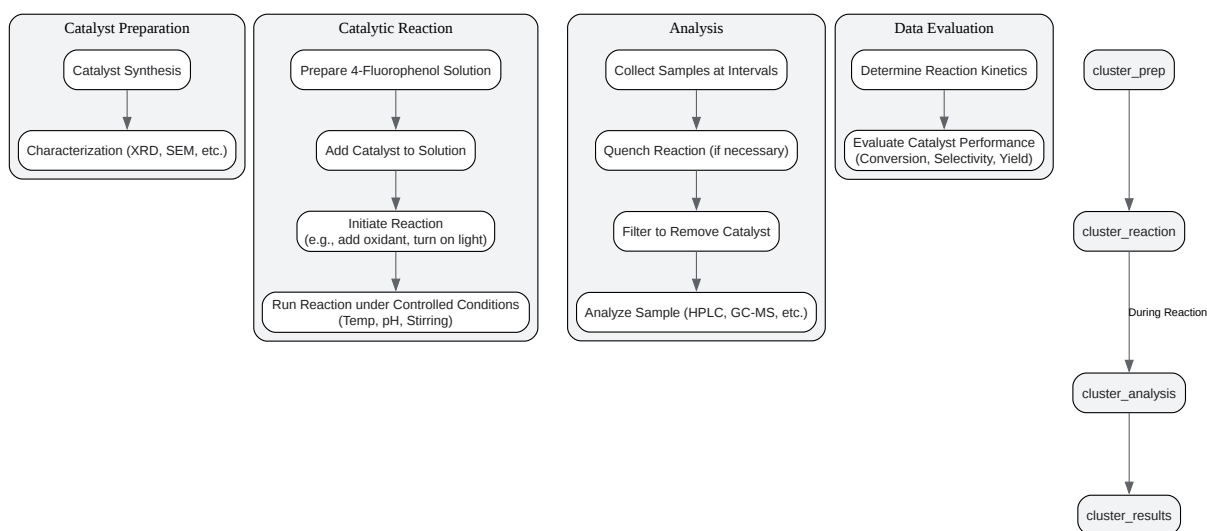 Catalyst Preparation
Catalyst Synthesis
Characterization (XRD, SEM, etc.)
Catalytic Reaction
Prepare 4-Fluorophenol Solution
Add Catalyst to Solution
Initiate Reaction
(e.g., add oxidant, turn on light)
Run Reaction under Controlled Conditions
(Temp, pH, Stirring)
Analysis
Collect Samples at Intervals
Quench Reaction (if necessary)
Filter to Remove Catalyst
Analyze Sample (HPLC, GC-MS, etc.)
Data Evaluation
Determine Reaction Kinetics
Evaluate Catalyst Performance
(Conversion, Selectivity, Yield)
cluster_prep
cluster_reaction
During Reaction
cluster_analysis
cluster_results